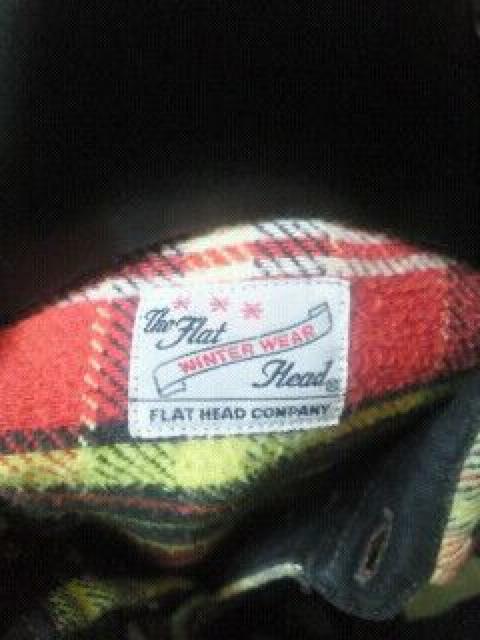 The Flat
WINTER WEAR
Head®
FLAT HEAD COMPANY